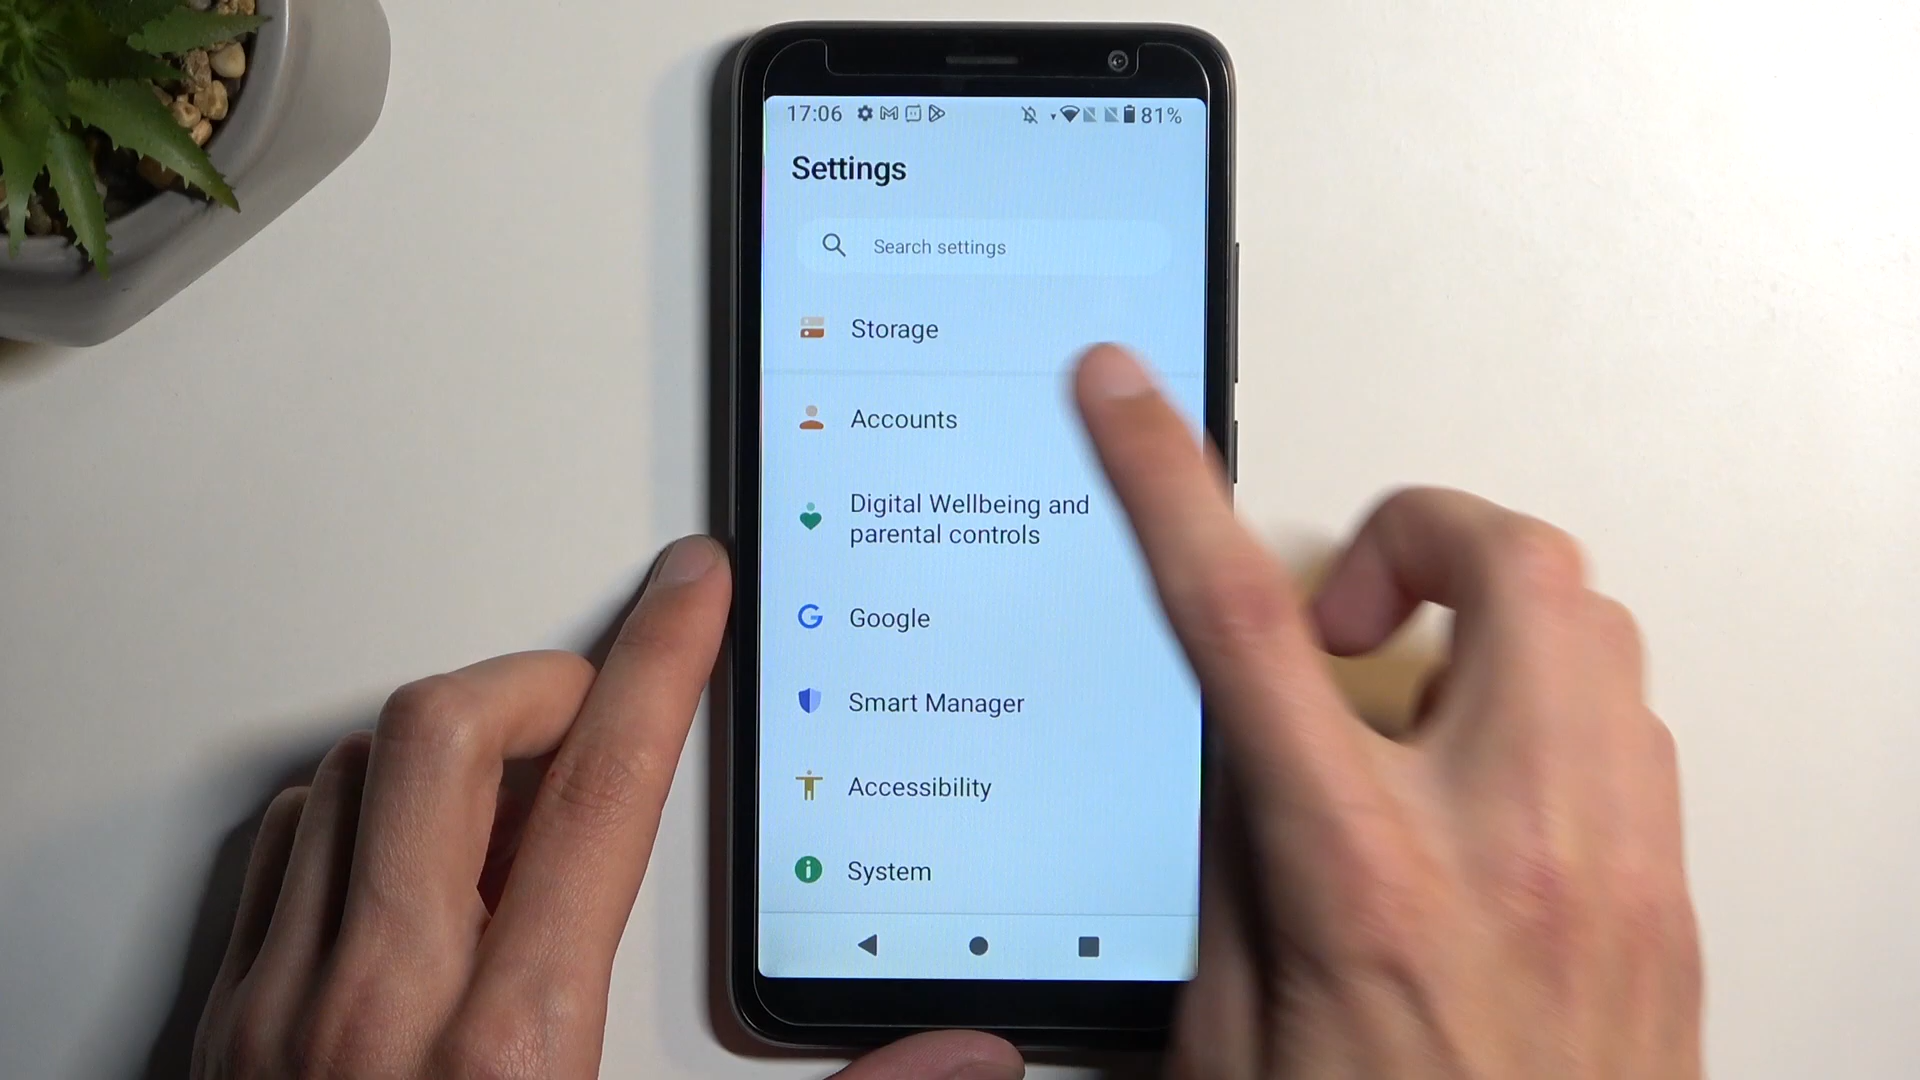 17:06 81%
Settings
Search settings
Storage
Accounts
Digital Wellbeing and
parental controls
Google
Smart Manager
Accessibility
System